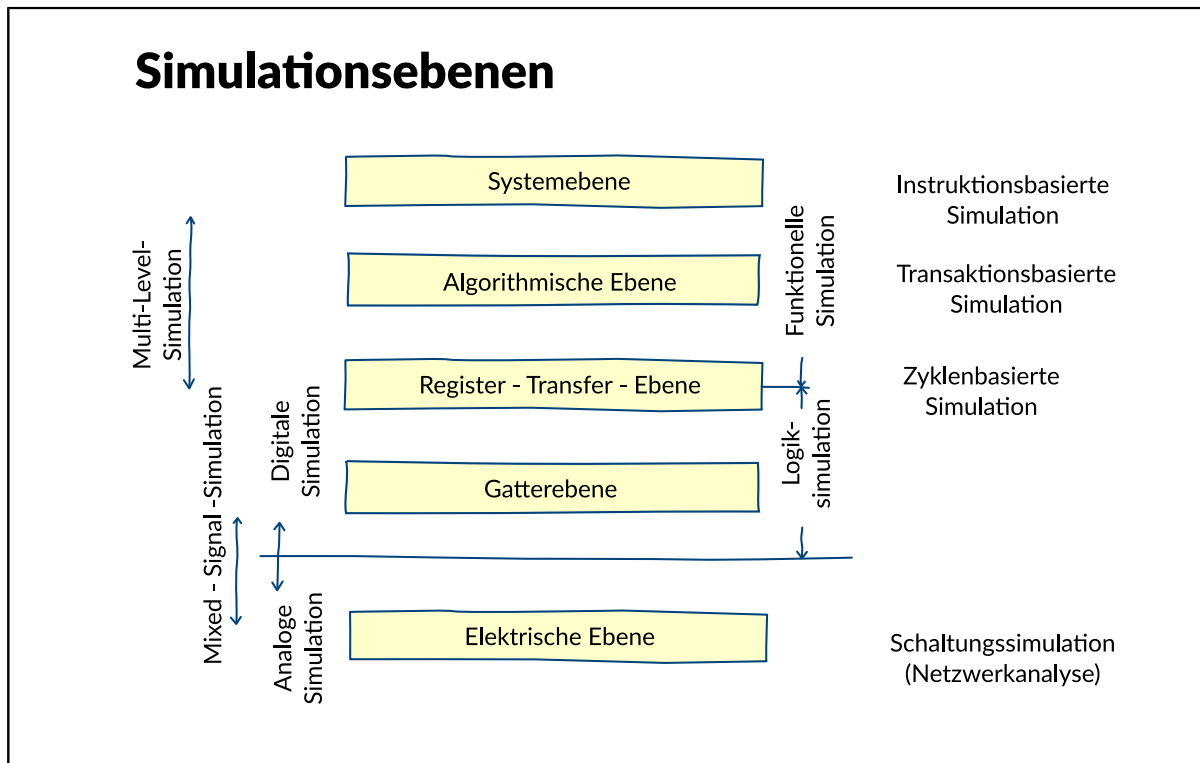 Simulationsebenen
Systemebene
Instruktionsbasierte
Simulation
Algorithmische Ebene
Transaktionsbasierte
Simulation
Register - Transfer - Ebene
Zyklenbasierte
Simulation
Gatterebene
Elektrische Ebene
Schaltungssimulation
(Netzwerkanalyse)
Multi-Level-
Simulation
Mixed - Signal -Simulation
Digitale
Simulation
Analoge
Simulation
Funktionelle
Simulation
Logik-
simulation